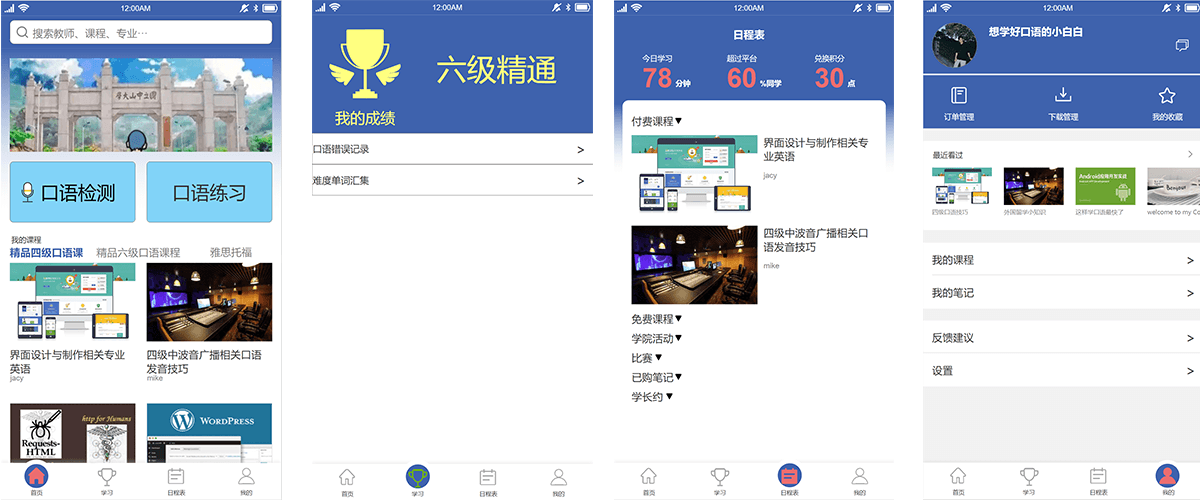 12:00AM
搜索教师、课程、专业…
口语检测
口语练习
我的课程
精品四级口语课
精品六级口语课程
雅思托福
界面设计与制作相关专业英语
jacy
四级中波音广播相关口语发音技巧
mike
Requests-HTML
http for Humans
WORDPRESS
首页
学习
日程表
我的
12:00AM
六级精通
我的成绩
口语错误记录
>
难度单词汇集
>
首页
学习
日程表
我的
12:00AM
日程表
今日学习
78 分钟
超过平台
60 %同学
兑换积分
30 点
付费课程▼
界面设计与制作相关专
业英语
jacy
四级中波音广播相关口
语发音技巧
mike
免费课程▼
学院活动▼
比赛▼
已购笔记▼
学长约▼
首页
学习
日程表
我的
12:00AM
想学好口语的小白白
订单管理
下载管理
我的收藏
最近看过
>
Android应用开发实战
Bonjour
四级口语技巧
外国留学小知识
这样学口语最快了
welcome to my Co
我的课程
>
我的笔记
>
反馈建议
>
设置
>
首页
学习
日程表
我的